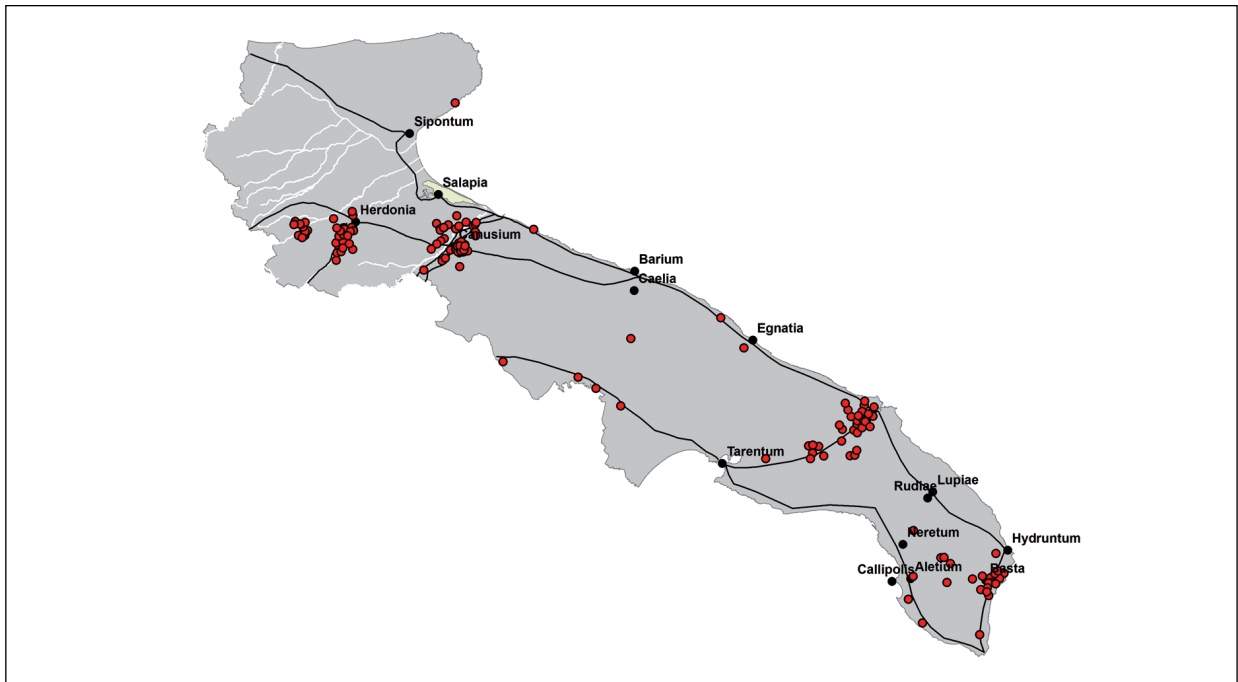 Sipontum
Salapia
Herdonia
Canusium
Barium
Caelia
Egnatia
Tarentum
Rudiae
Lupiae
Neretum
Hydruntum
Callipolis
Aletium
Basta